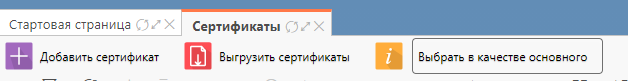 Стартовая страница Сертификаты
Добавить сертификат Выгрузить сертификаты Выбрать в качестве основного